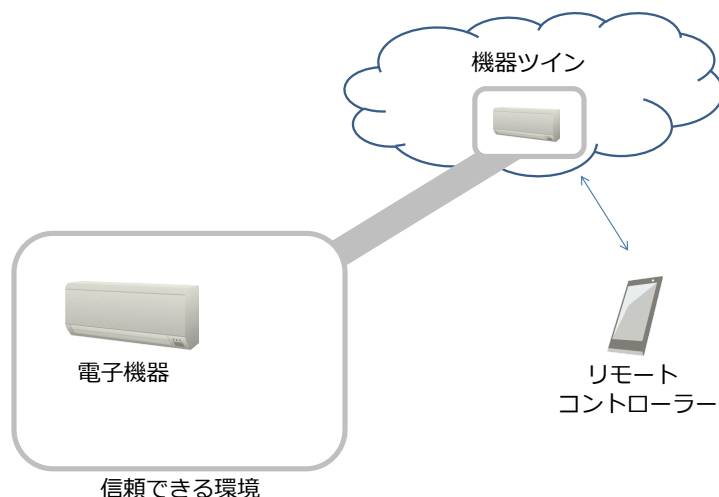 機器ツイン
電子機器
リモート
コントローラー
信頼できる環境